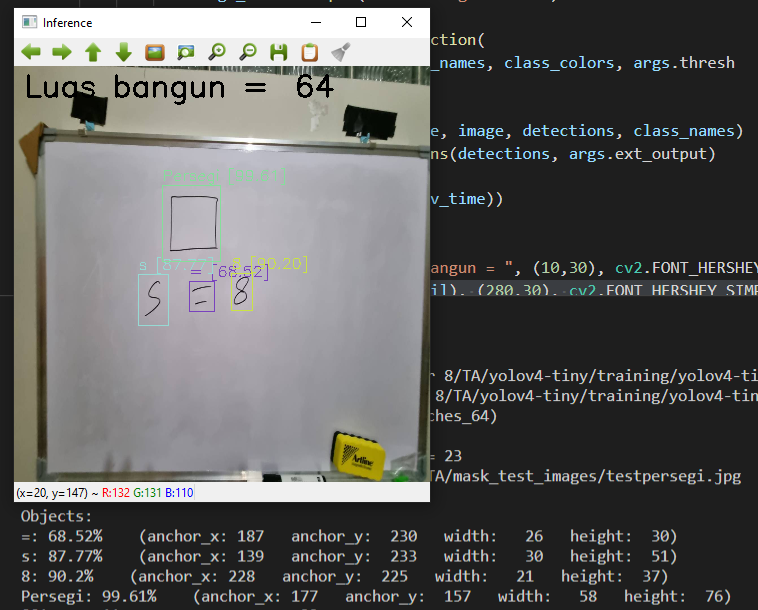 Inference
ction(
Luas bangun = 64
_names, class_colors, args.thresh
e, image, detections, class_names)
ns(detections, args.ext_output)
v_time))
s [87.77]
8 [90.20]
= [68.52]
S = 8
angun = ", (10,30), cv2.FONT_HERSHEY
il), (280,30), cv2.FONT_HERSHEY_SIMP
r 8/TA/yolov4-tiny/training/yolov4-ti
8/TA/yolov4-tiny/training/yolov4-tin
ches_64)
= 23
Artline
TA/mask_test_images/testpersegi.jpg
(x=20, y=147) ~ R:132 G:131 B:110
Objects:
=: 68.52% (anchor_x: 187 anchor_y: 230 width: 26 height: 30)
s: 87.77% (anchor_x: 139 anchor_y: 233 width: 30 height: 51)
8: 90.2% (anchor_x: 228 anchor_y: 225 width: 21 height: 37)
Persegi: 99.61% (anchor_x: 177 anchor_y: 157 width: 58 height: 76)